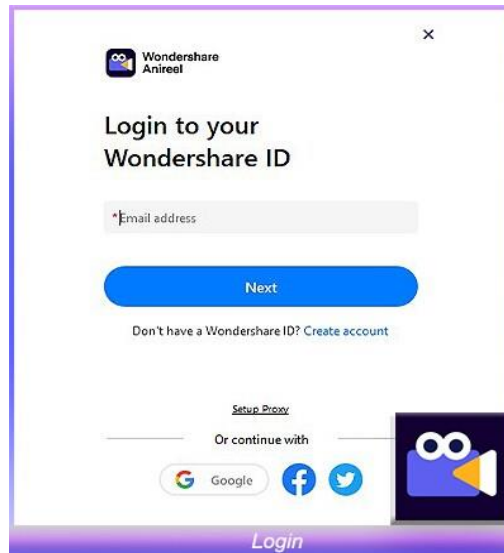 Wondershare
Anireel
Login to your
Wondershare ID
*Email address
Next
Don't have a Wondershare ID? Create account
Setup Proxy
Or continue with
Google
Login